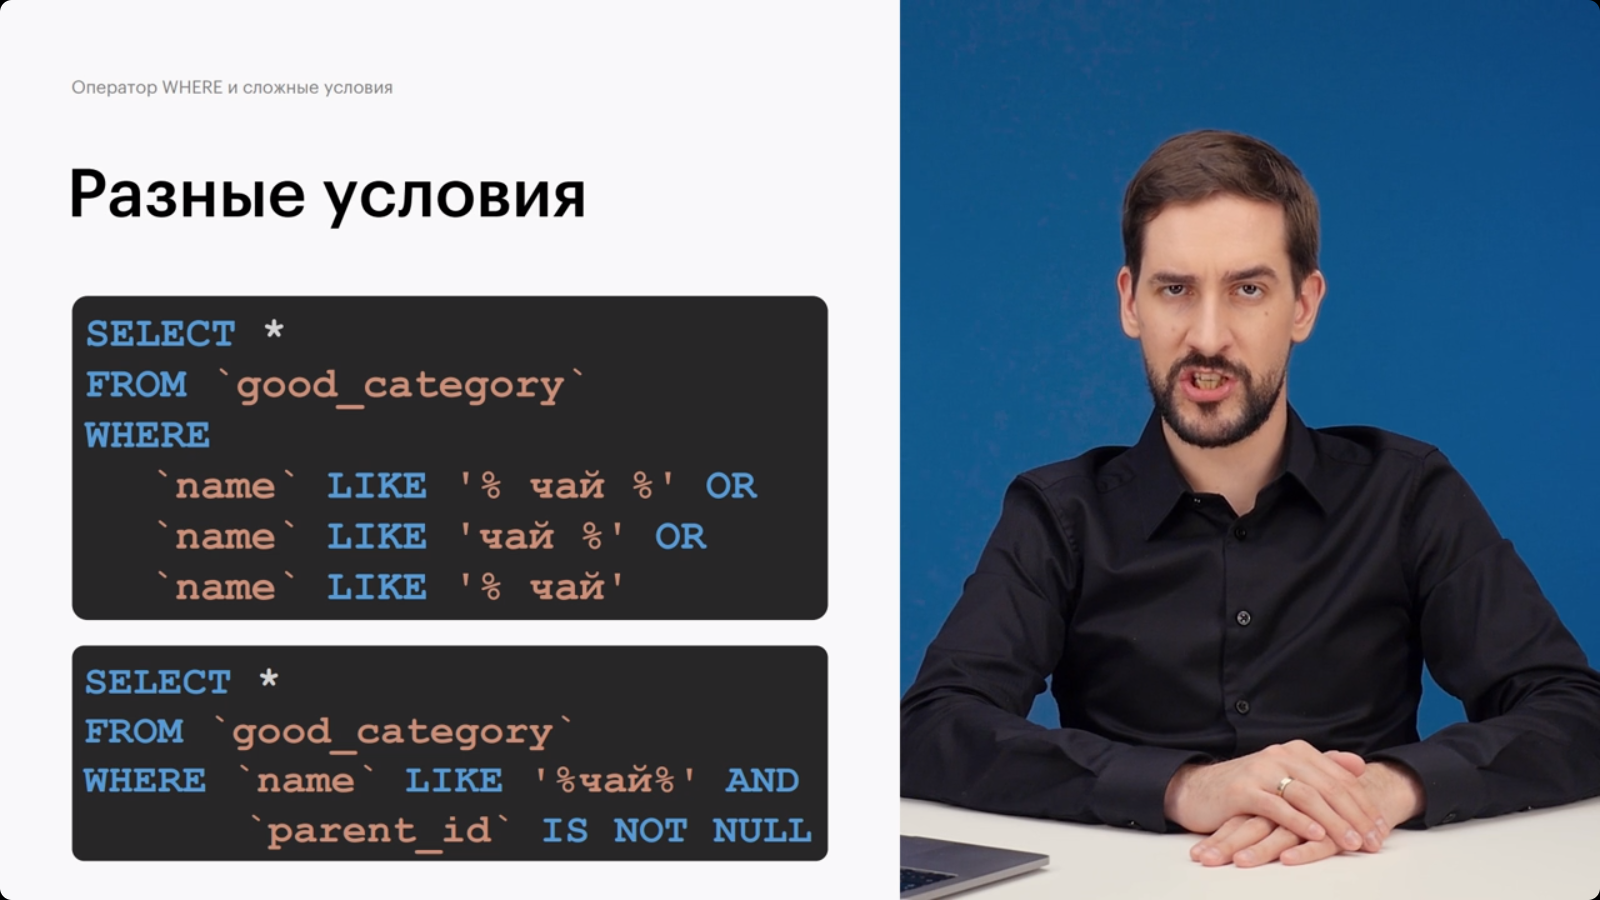 Оператор WHERE и сложные условия
Разные условия
SELECT *
FROM `good_category`
WHERE
`name` LIKE '% чай %' OR
`name` LIKE 'чай %' OR
`name` LIKE '% чай'
SELECT *
FROM `good_category`
WHERE `name` LIKE '%чай%' AND
`parent_id` IS NOT NULL